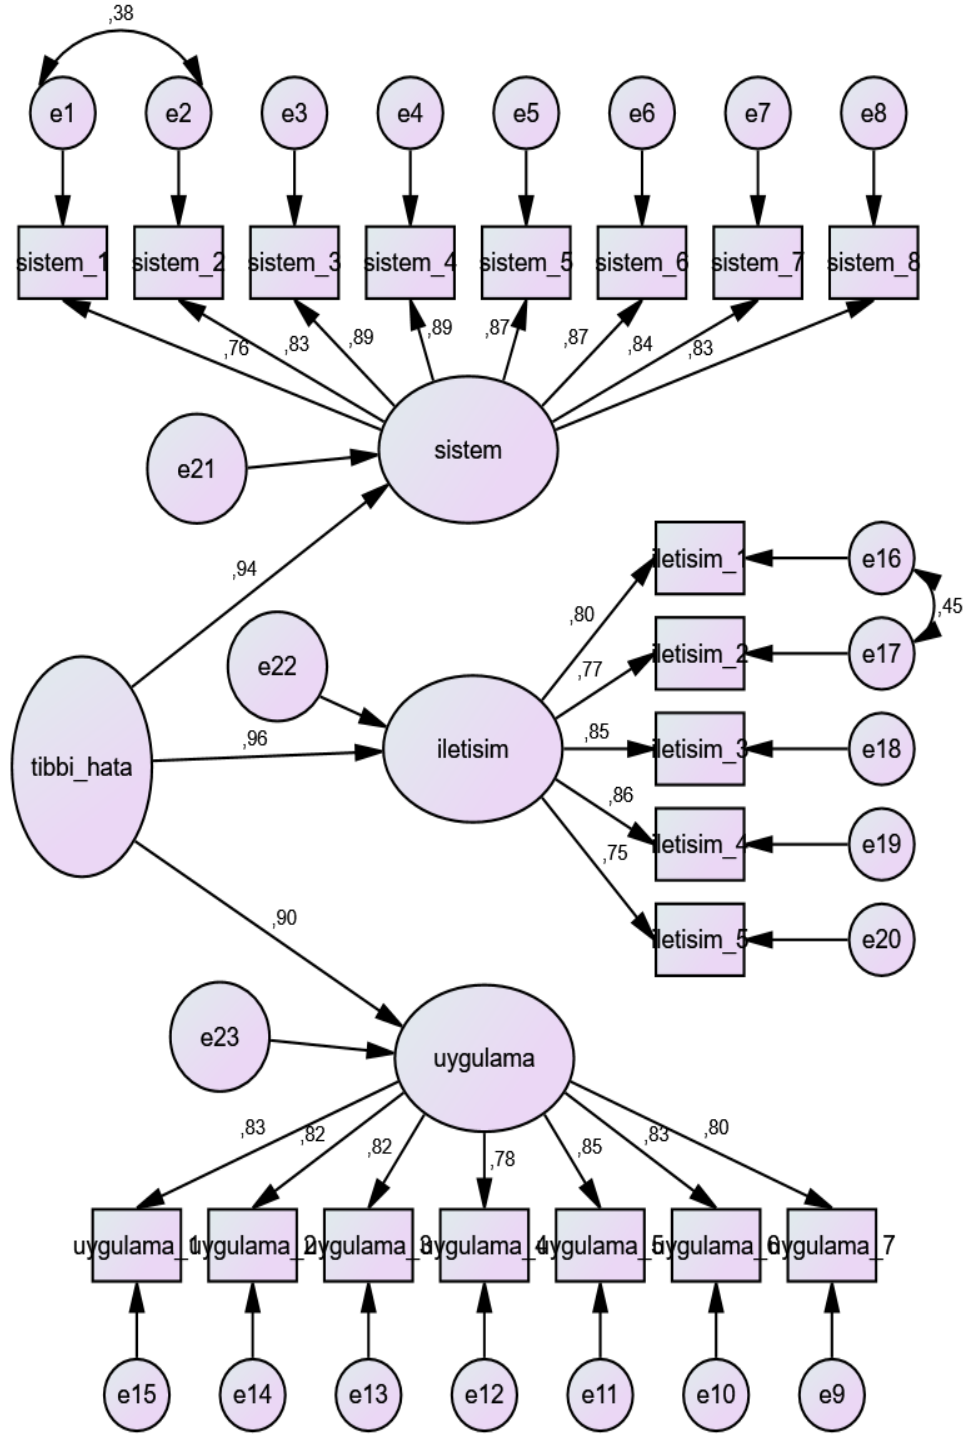 ,38
e1 e2 e3 e4 e5 e6 e7 e8
sistem_1 sistem_2 sistem_3 sistem_4 sistem_5 sistem_6 sistem_7 sistem_8
,76 ,83 ,89 ,89 ,87 ,87 ,84 ,83
sistem
e21
,94
iletisim_1 e16
,80
,45
e22
iletisim_2 e17
,77
,96
iletisim
,85
iletisim_3 e18
tibbi_hata
,86
iletisim_4 e19
,75
iletisim_5 e20
,90
e23
uygulama
,83 ,82 ,82 ,78 ,85 ,83 ,80
uygulama_1 uygulama_2 uygulama_3 uygulama_4 uygulama_5 uygulama_6 uygulama_7
e15 e14 e13 e12 e11 e10 e9